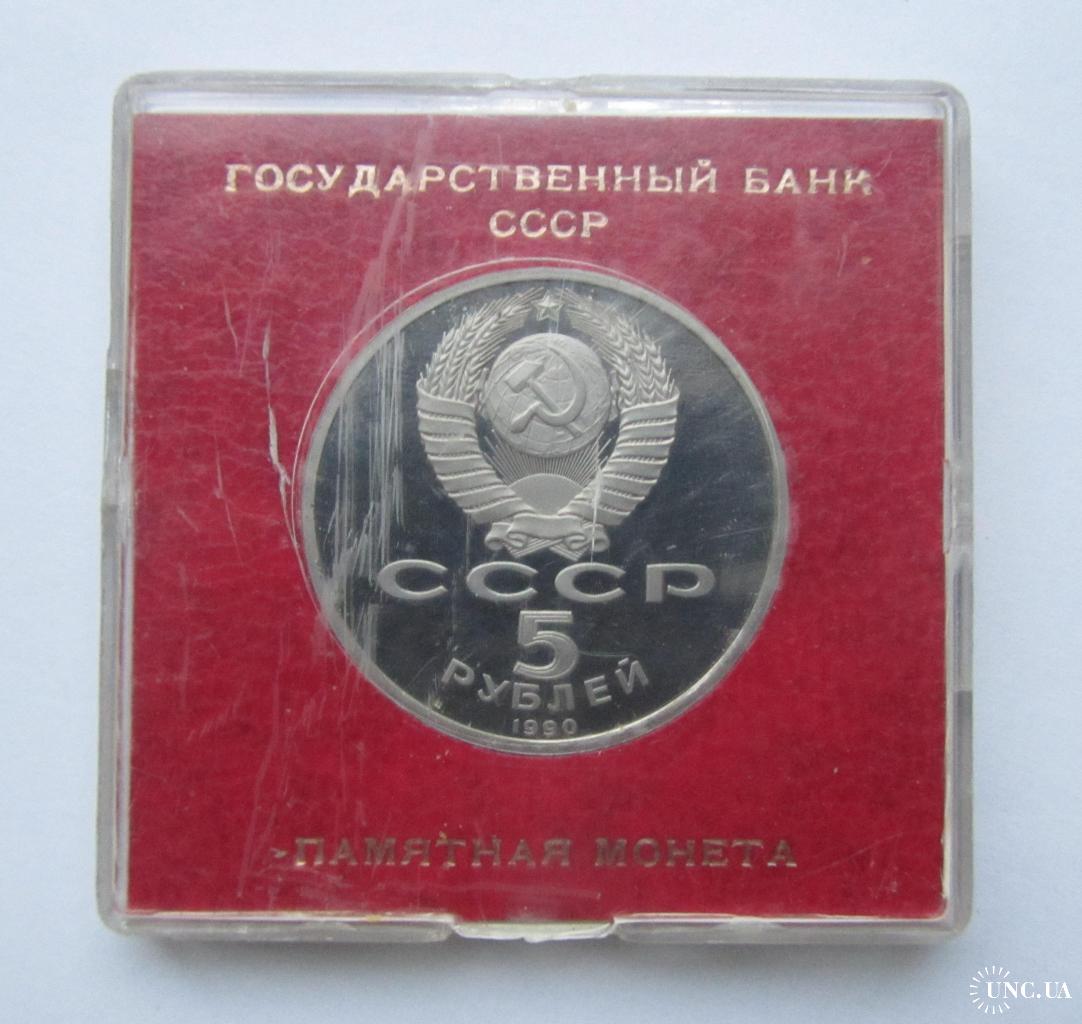 ГОСУДАРСТВЕННЫЙ БАНК
СССР
СССР
5
РУБЛЕЙ
1990
ПАМЯТНАЯ МОНЕТА
UNC.UA